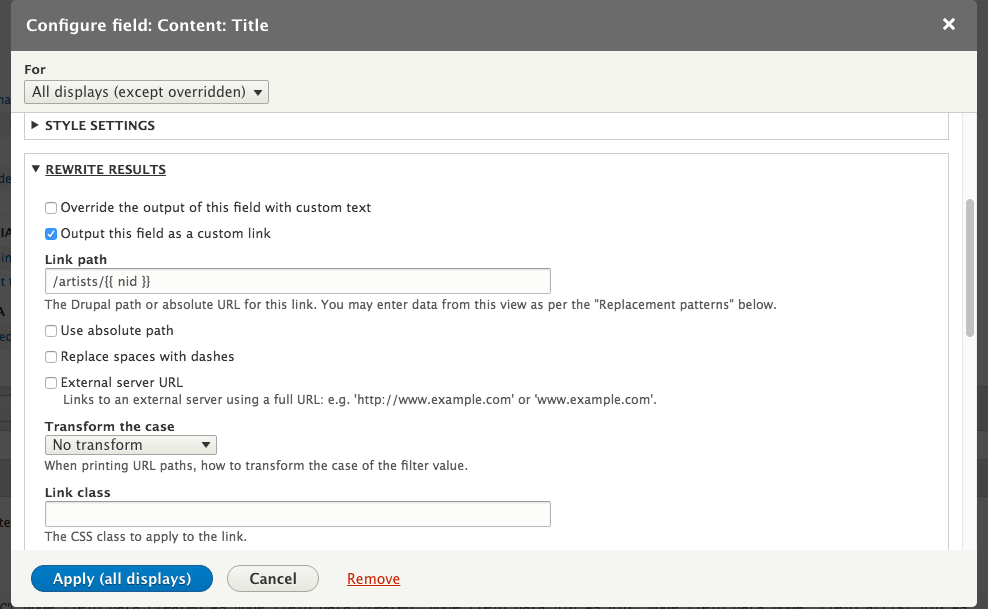 Configure field: Content: Title
For
All displays (except overridden)
STYLE SETTINGS
REWRITE RESULTS
Override the output of this field with custom text
Output this field as a custom link
Link path
/artists/{{ nid }}
The Drupal path or absolute URL for this link. You may enter data from this view as per the "Replacement patterns" below.
Use absolute path
Replace spaces with dashes
External server URL
Links to an external server using a full URL: e.g. 'http://www.example.com' or 'www.example.com'.
Transform the case
No transform
When printing URL paths, how to transform the case of the filter value.
Link class
The CSS class to apply to the link.
Apply (all displays)
Cancel
Remove